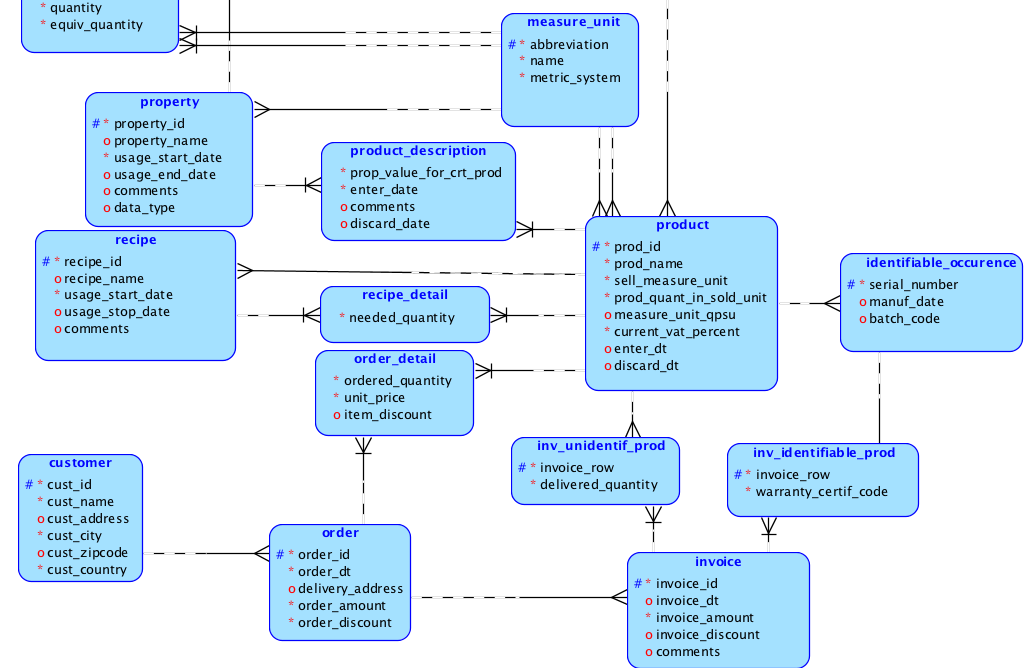 * quantity
* equiv_quantity
measure_unit
# * abbreviation
* name
* metric_system
property
# * property_id
o property_name
* usage_start_date
o usage_end_date
o comments
o data_type
product_description
* prop_value_for_crt_prod
* enter_date
o comments
o discard_date
recipe
# * recipe_id
o recipe_name
* usage_start_date
o usage_stop_date
o comments
recipe_detail
* needed_quantity
product
# * prod_id
* prod_name
* sell_measure_unit
* prod_quant_in_sold_unit
o measure_unit_qpsu
* current_vat_percent
o enter_dt
o discard_dt
identifiable_occurence
# * serial_number
o manuf_date
o batch_code
order_detail
* ordered_quantity
* unit_price
o item_discount
inv_unidentif_prod
# * invoice_row
* delivered_quantity
inv_identifiable_prod
# * invoice_row
* warranty_certif_code
customer
# * cust_id
* cust_name
o cust_address
* cust_city
o cust_zipcode
* cust_country
order
# * order_id
* order_dt
o delivery_address
* order_amount
* order_discount
invoice
# * invoice_id
o invoice_dt
* invoice_amount
o invoice_discount
o comments